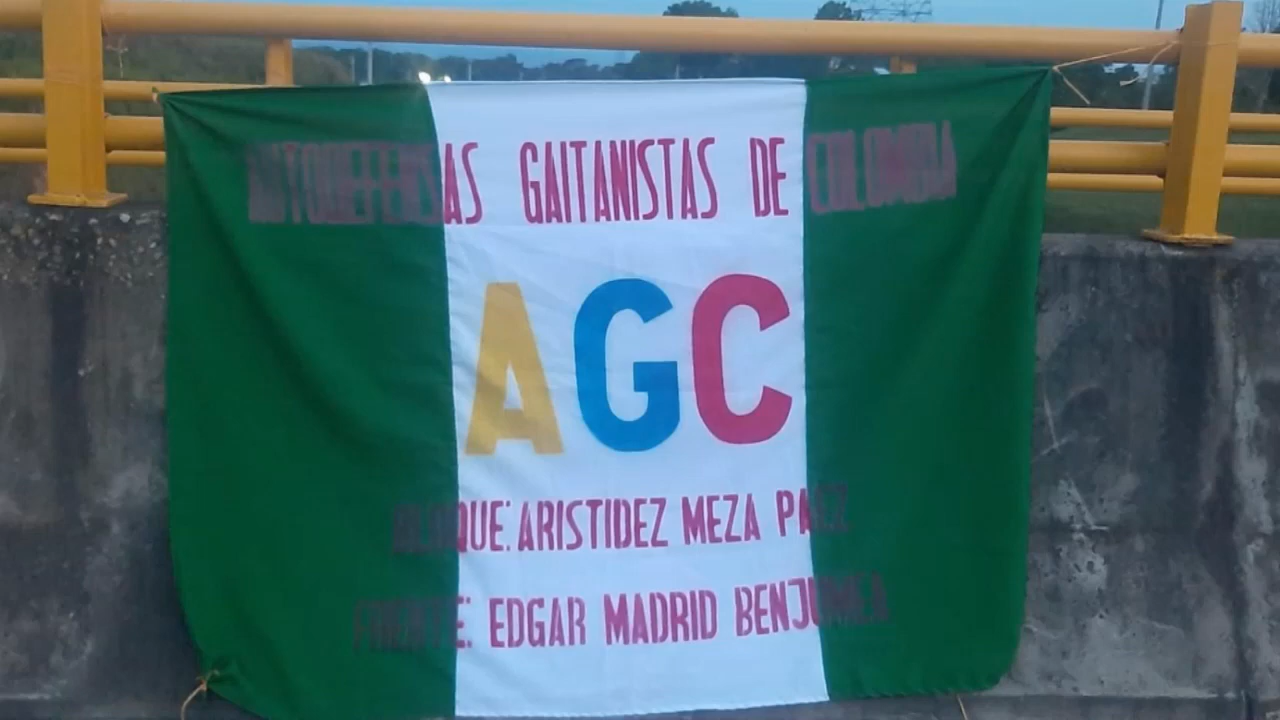 AUTODEFENSAS GAITANISTAS DE COLOMBIA
AGC
BLOQUE: ARISTIDEZ MEZA PAEZ
FRENTE: EDGAR MADRID BENJUMEA